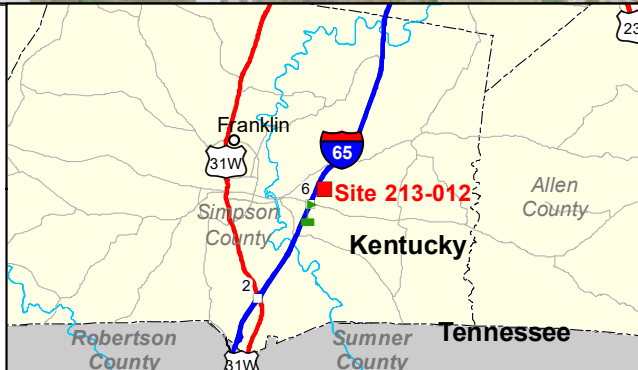 23
Franklin
31W
65
6
Site 213-012
Allen
County
Simpson
County
Kentucky
2
Robertson
County
Sumner
County
Tennessee
31W